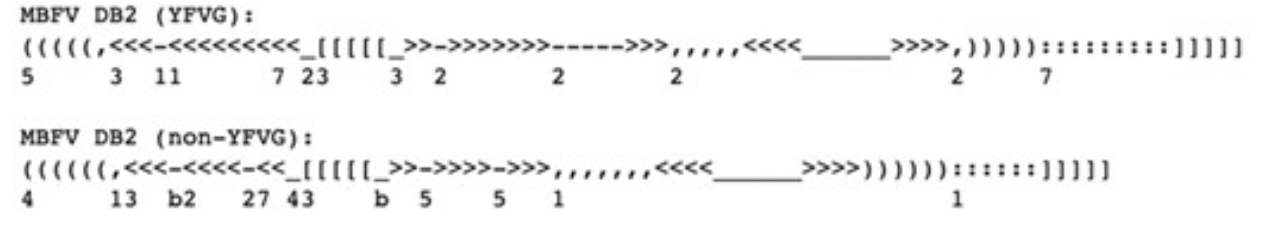 MBFV DB2 (YFVG):
(((((,<<<-<<<<<<<<<_[[[[[_>>->>>>>>>----->>>,,,,,<<<<______>>>>,))))):::::::::]]]]]
5     3  11      7 23     3  2       2       2                  2     7
MBFV DB2 (non-YFVG):
((((((,<<<-<<<<-<<_[[[[[_>>->>>>->>>,,,,,,,<<<<______>>>>))))))::::::]]]]]
4     13  b2   27 43    b  5    5   1                          1